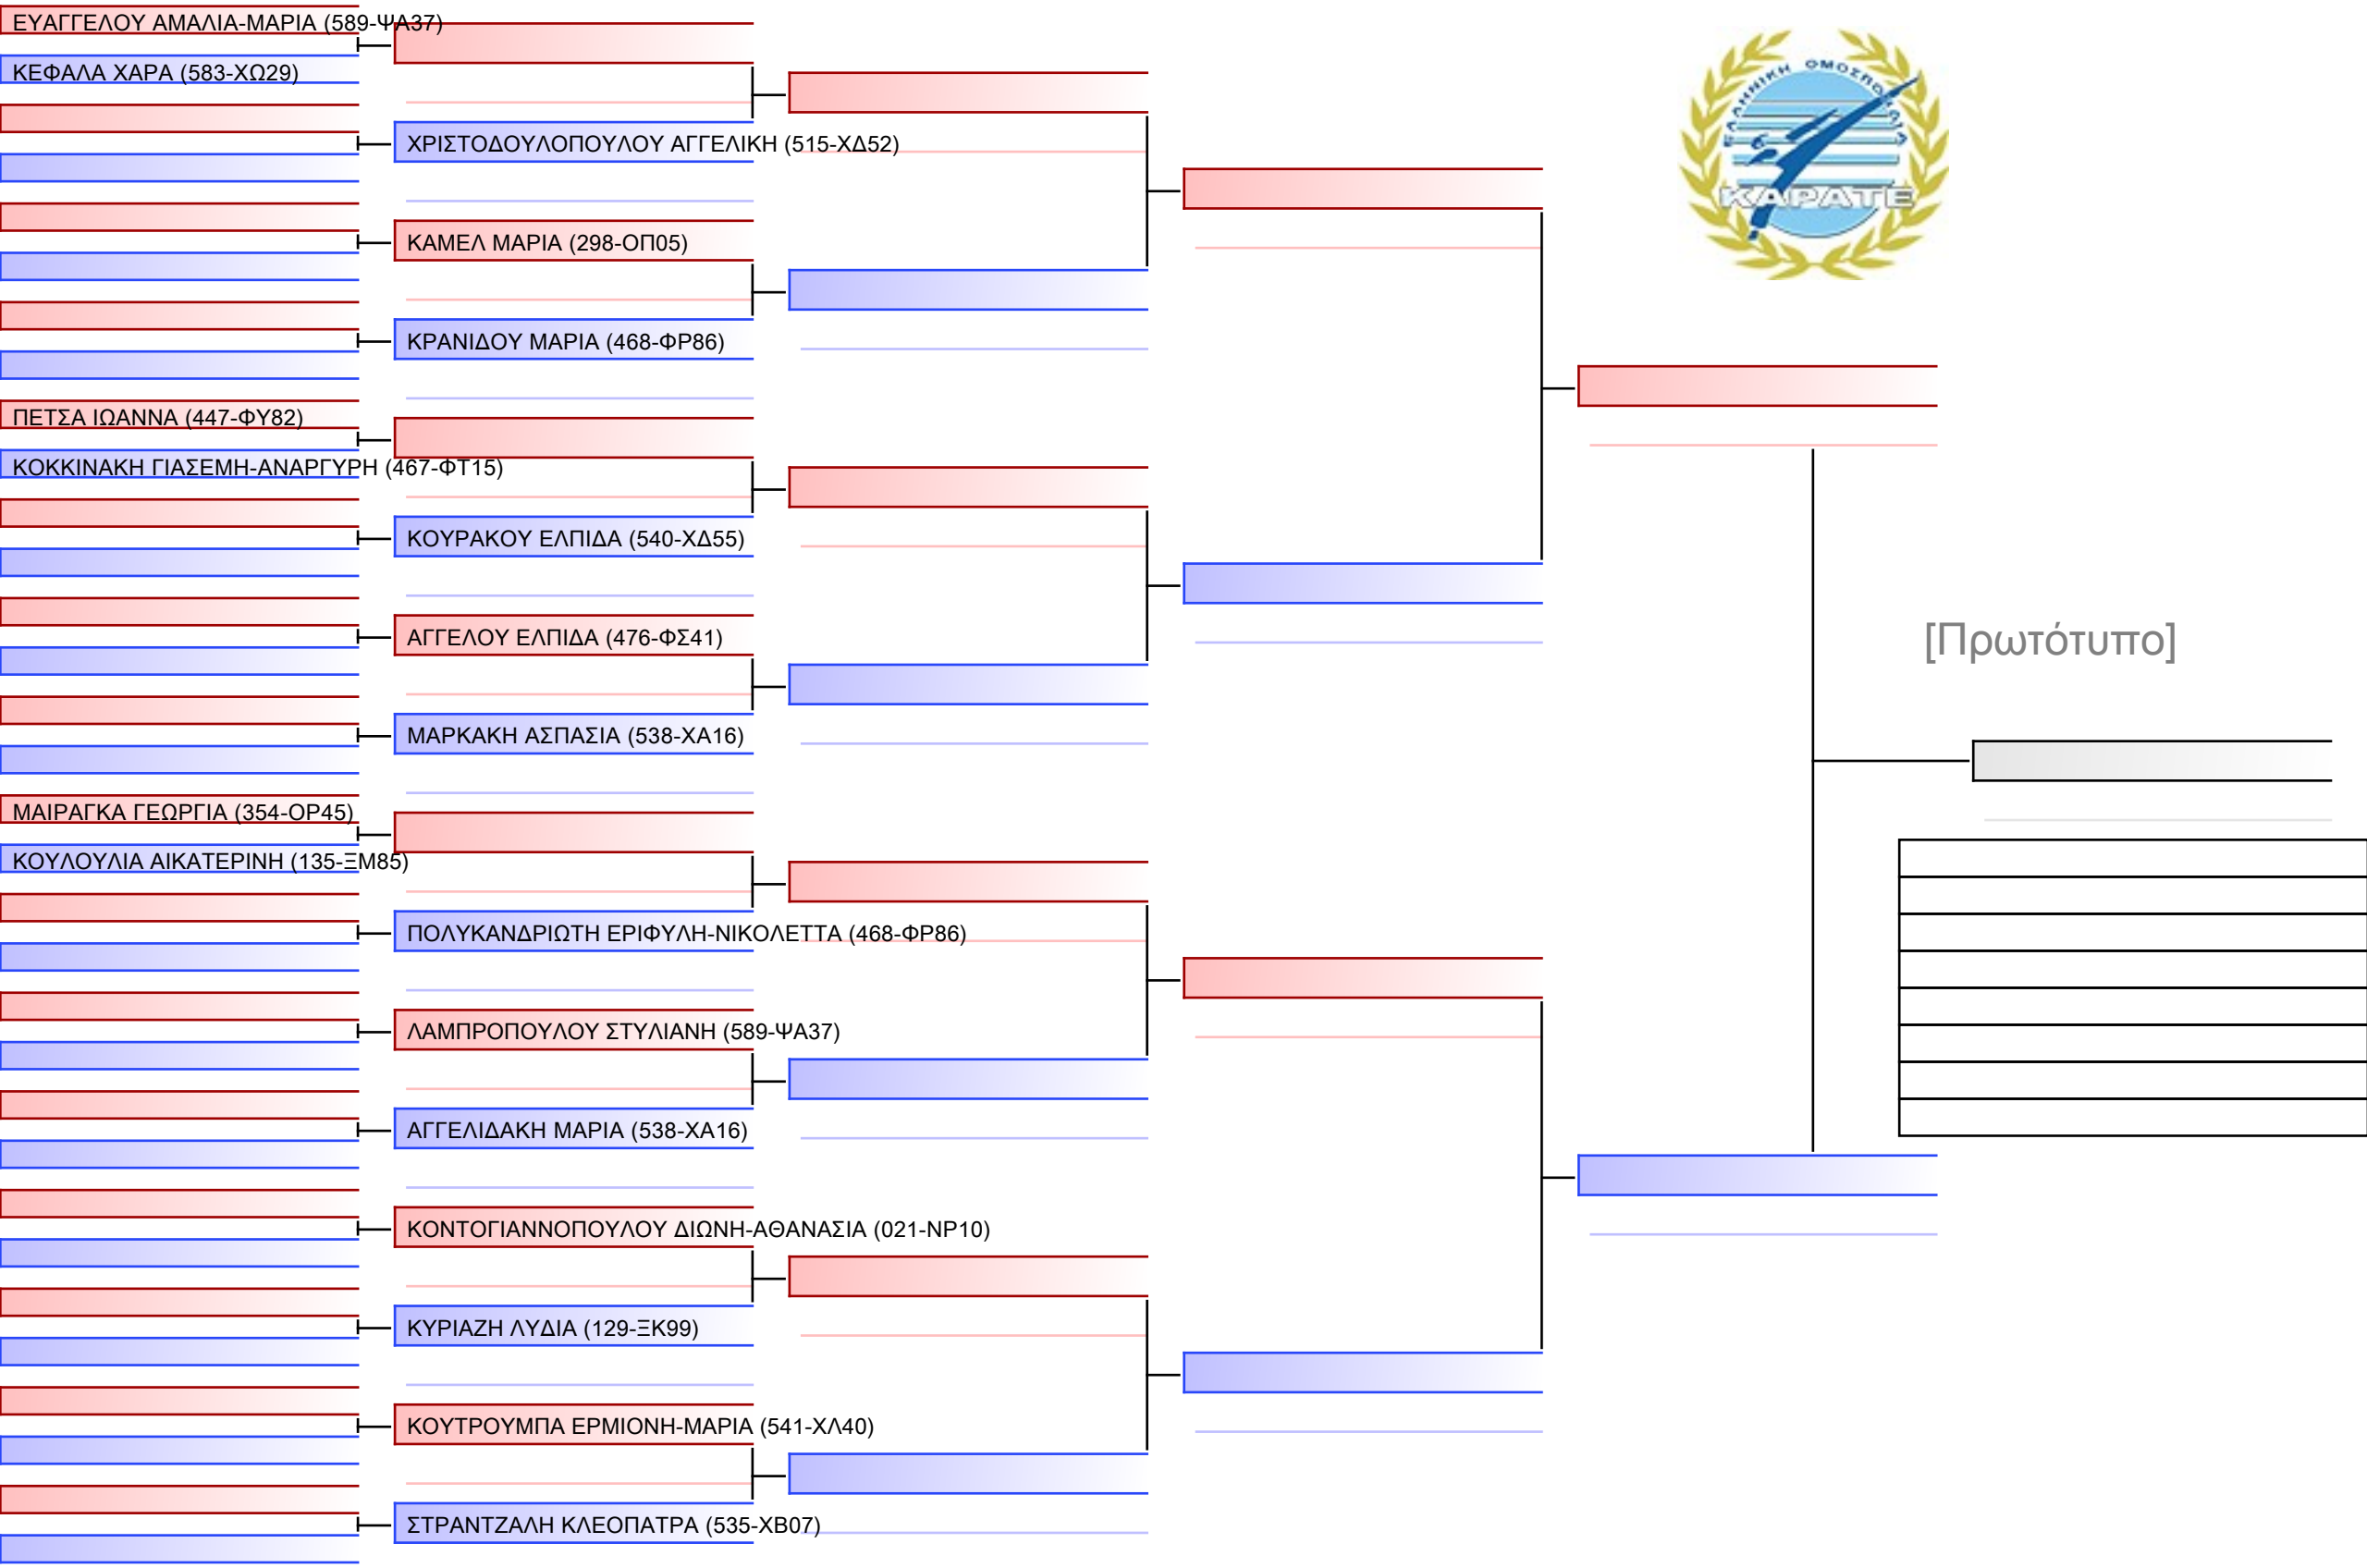 ΕΥΑΓΓΕΛΟΥ ΑΜΑΛΙΑ-ΜΑΡΙΑ (589-ΨΑ37)
ΚΕΦΑΛΑ ΧΑΡΑ (583-ΧΩ29)
ΧΡΙΣΤΟΔΟΥΛΟΠΟΥΛΟΥ ΑΓΓΕΛΙΚΗ (515-ΧΔ52)
ΚΑΜΕΛ ΜΑΡΙΑ (298-ΟΠ05)
ΚΡΑΝΙΔΟΥ ΜΑΡΙΑ (468-ΦΡ86)
ΠΕΤΣΑ ΙΩΑΝΝΑ (447-ΦΥ82)
ΚΟΚΚΙΝΑΚΗ ΓΙΑΣΕΜΗ-ΑΝΑΡΓΥΡΗ (467-ΦΤ15)
ΚΟΥΡΑΚΟΥ ΕΛΠΙΔΑ (540-ΧΔ55)
ΑΓΓΕΛΟΥ ΕΛΠΙΔΑ (476-ΦΣ41)
ΜΑΡΚΑΚΗ ΑΣΠΑΣΙΑ (538-ΧΑ16)
ΜΑΙΡΑΓΚΑ ΓΕΩΡΓΙΑ (354-ΟΡ45)
ΚΟΥΛΟΥΛΙΑ ΑΙΚΑΤΕΡΙΝΗ (135-ΞΜ85)
ΠΟΛΥΚΑΝΔΡΙΩΤΗ ΕΡΙΦΥΛΗ-ΝΙΚΟΛΕΤΤΑ (468-ΦΡ86)
ΛΑΜΠΡΟΠΟΥΛΟΥ ΣΤΥΛΙΑΝΗ (589-ΨΑ37)
ΑΓΓΕΛΙΔΑΚΗ ΜΑΡΙΑ (538-ΧΑ16)
ΚΟΝΤΟΓΙΑΝΝΟΠΟΥΛΟΥ ΔΙΩΝΗ-ΑΘΑΝΑΣΙΑ (021-ΝΡ10)
ΚΥΡΙΑΖΗ ΛΥΔΙΑ (129-ΞΚ99)
ΚΟΥΤΡΟΥΜΠΑ ΕΡΜΙΟΝΗ-ΜΑΡΙΑ (541-ΧΛ40)
ΣΤΡΑΝΤΖΑΛΗ ΚΛΕΟΠΑΤΡΑ (535-ΧΒ07)
ΕΛΛΗΝΙΚΗ ΟΜΟΣΠΟΝΔΙΑ
ΚΑΡΑΤΕ
[Πρωτότυπο]